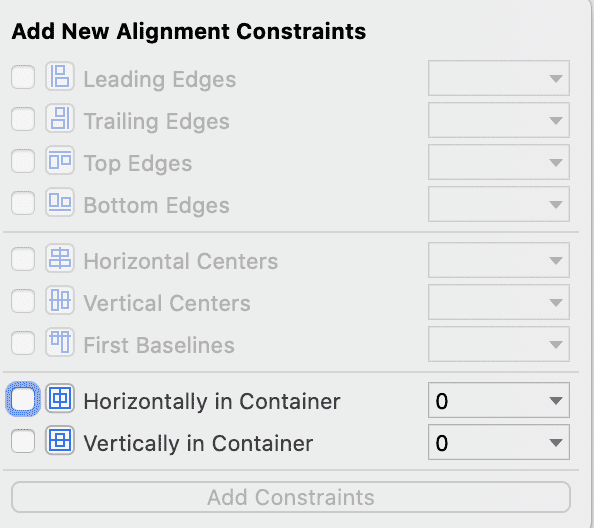 Add New Alignment Constraints
Leading Edges
Trailing Edges
Top Edges
Bottom Edges
Horizontal Centers
Vertical Centers
First Baselines
Horizontally in Container 0
Vertically in Container 0
Add Constraints